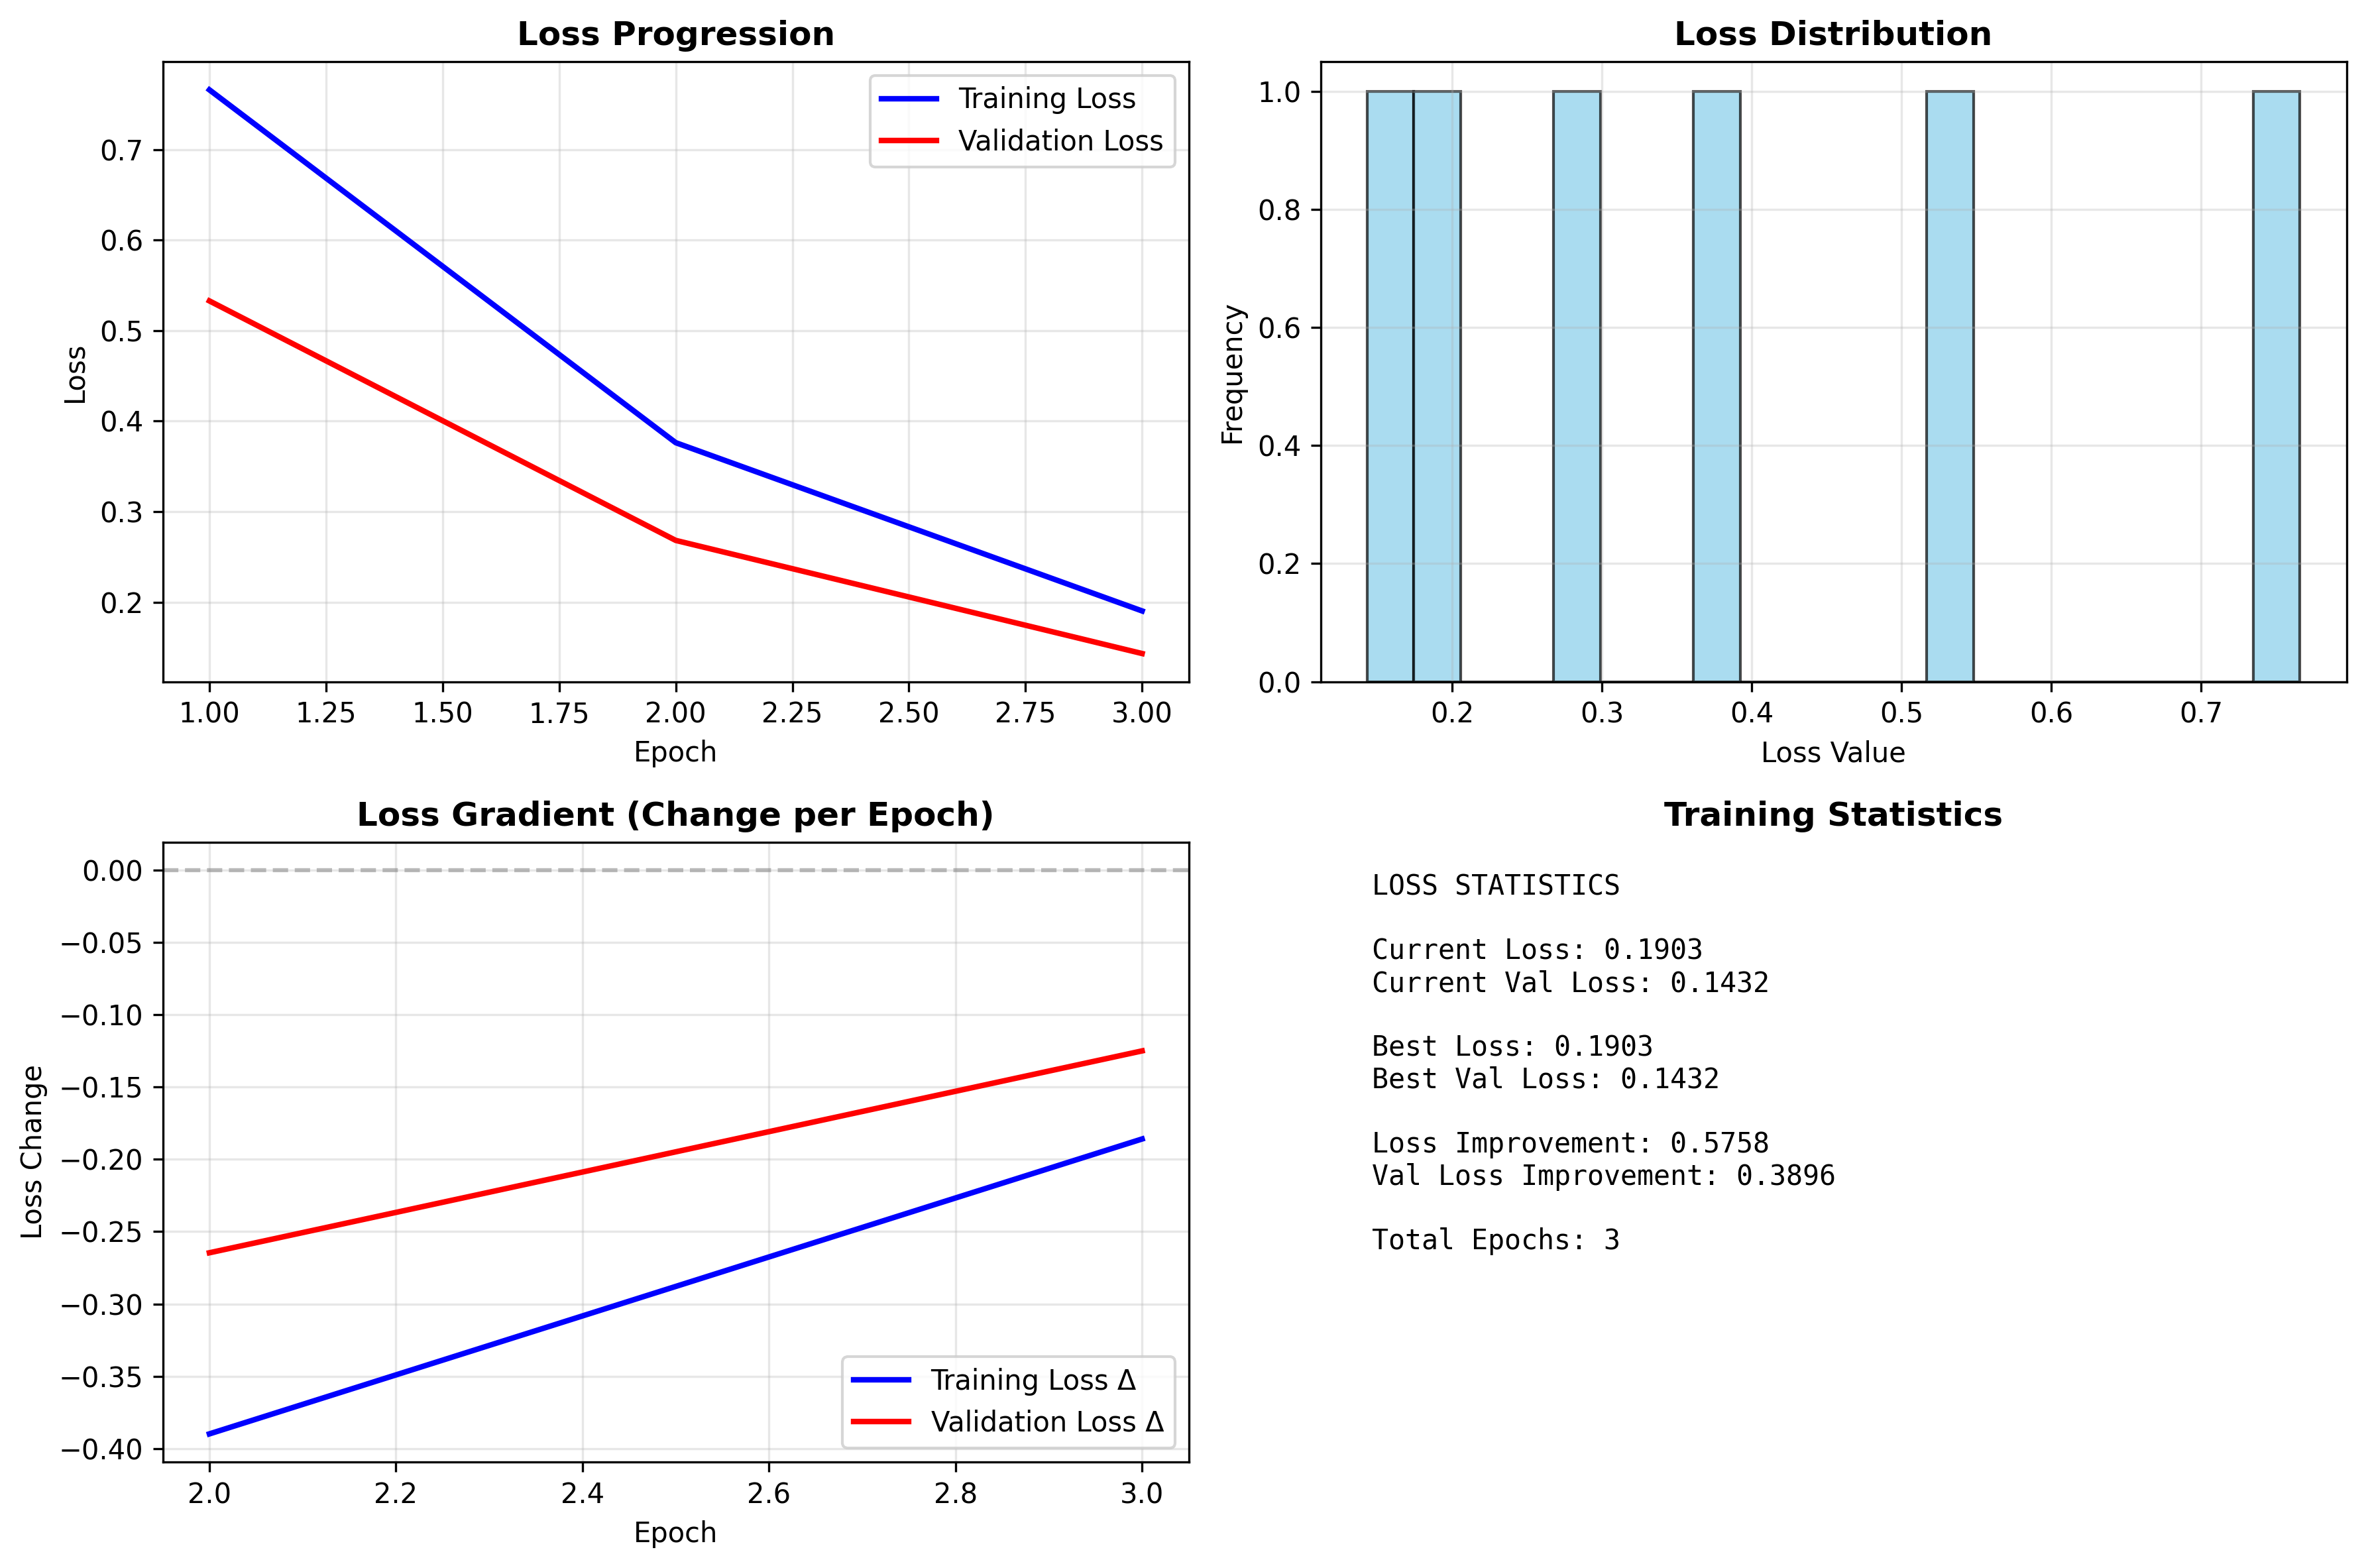 Loss Progression
Training Loss
Validation Loss
0.7
0.6
0.5
0.4
0.3
0.2
Loss
1.00 1.25 1.50 1.75 2.00 2.25 2.50 2.75 3.00
Epoch
Loss Distribution
1.0
0.8
0.6
0.4
0.2
0.0
Frequency
0.2 0.3 0.4 0.5 0.6 0.7
Loss Value
Loss Gradient (Change per Epoch)
0.00
−0.05
−0.10
−0.15
−0.20
−0.25
−0.30
−0.35
−0.40
Loss Change
Training Loss Δ
Validation Loss Δ
2.0 2.2 2.4 2.6 2.8 3.0
Epoch
Training Statistics
LOSS STATISTICS
Current Loss: 0.1903
Current Val Loss: 0.1432
Best Loss: 0.1903
Best Val Loss: 0.1432
Loss Improvement: 0.5758
Val Loss Improvement: 0.3896
Total Epochs: 3